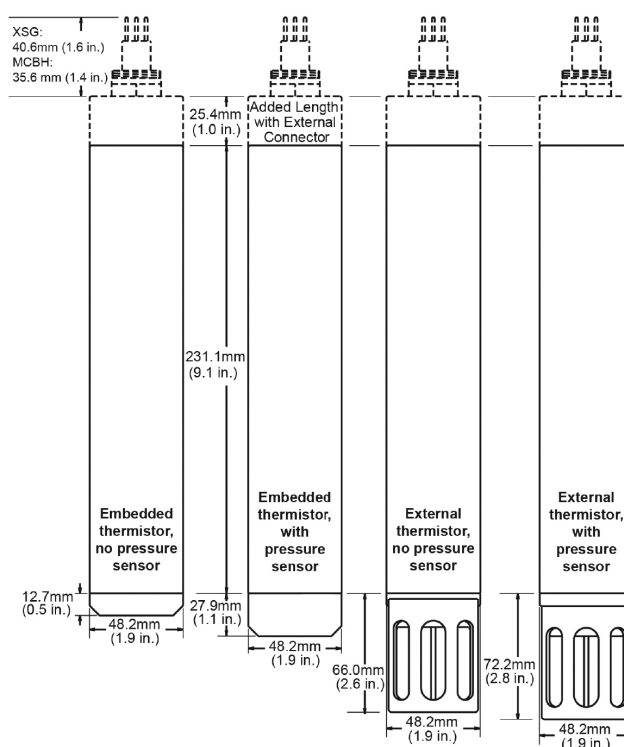 XSG:
40.6mm (1.6 in.)
MCBH:
35.6 mm (1.4 in.)
25.4mm
(1.0 in.)
Added Length
with External
Connector
231.1mm
(9.1 in.)
Embedded
thermistor,
no pressure
sensor
Embedded
thermistor,
with
pressure
sensor
External
thermistor,
no pressure
sensor
External
thermistor,
with
pressure
sensor
12.7mm
(0.5 in.)
48.2mm
(1.9 in.)
27.9mm
(1.1 in.)
48.2mm
(1.9 in.)
66.0mm
(2.6 in.)
48.2mm
(1.9 in.)
72.2mm
(2.8 in.)
48.2mm
(1.9 in.)